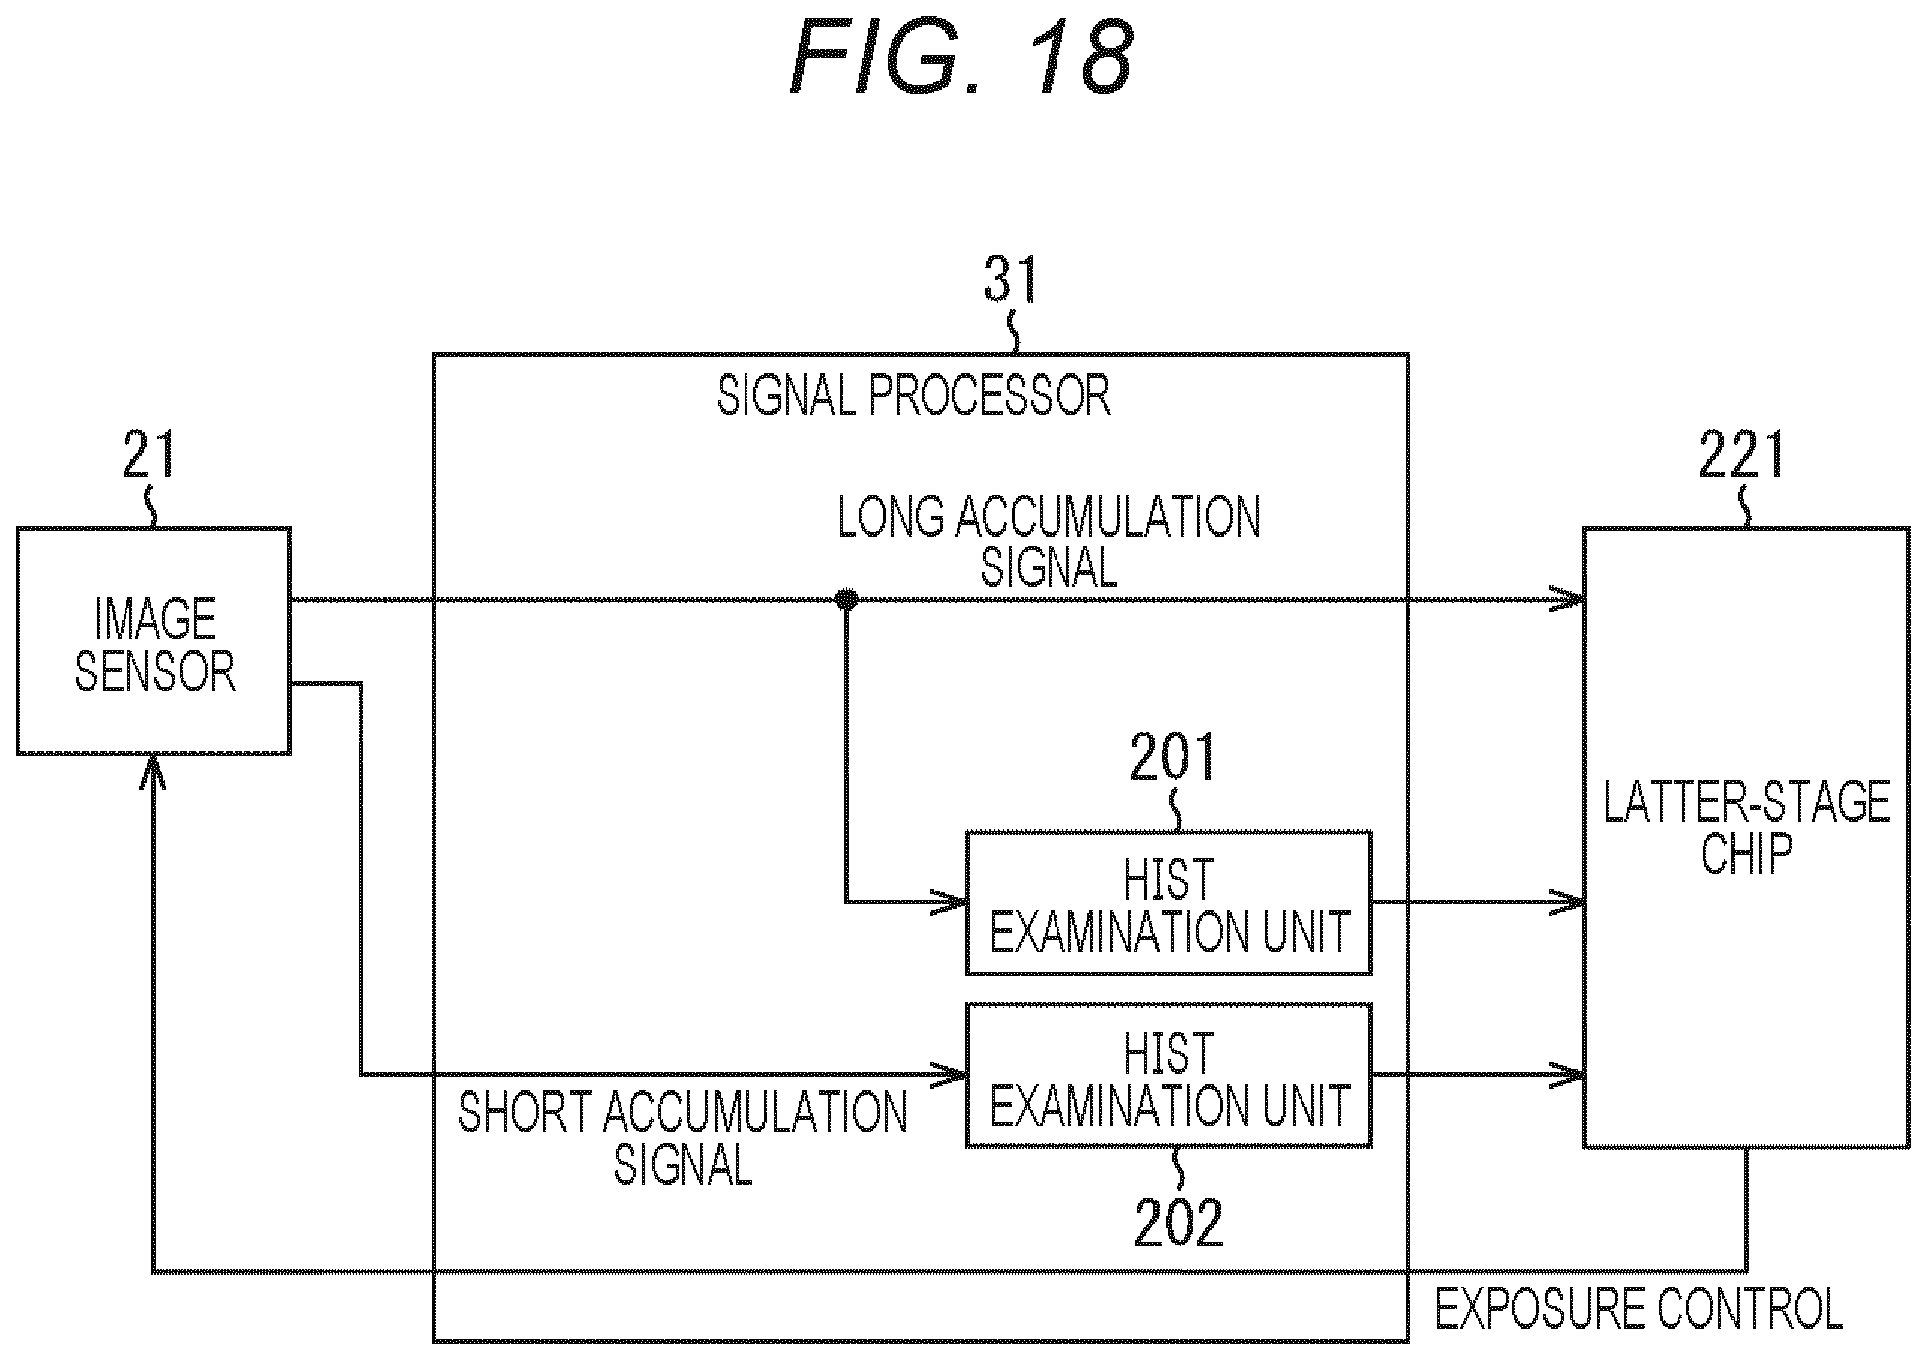 FIG. 18
31
SIGNAL PROCESSOR
21
221
LONG ACCUMULATION
SIGNAL
IMAGE
SENSOR
201
LATTER-STAGE
CHIP
HIST
EXAMINATION UNIT
HIST
EXAMINATION UNIT
SHORT ACCUMULATION
SIGNAL
202
EXPOSURE CONTROL